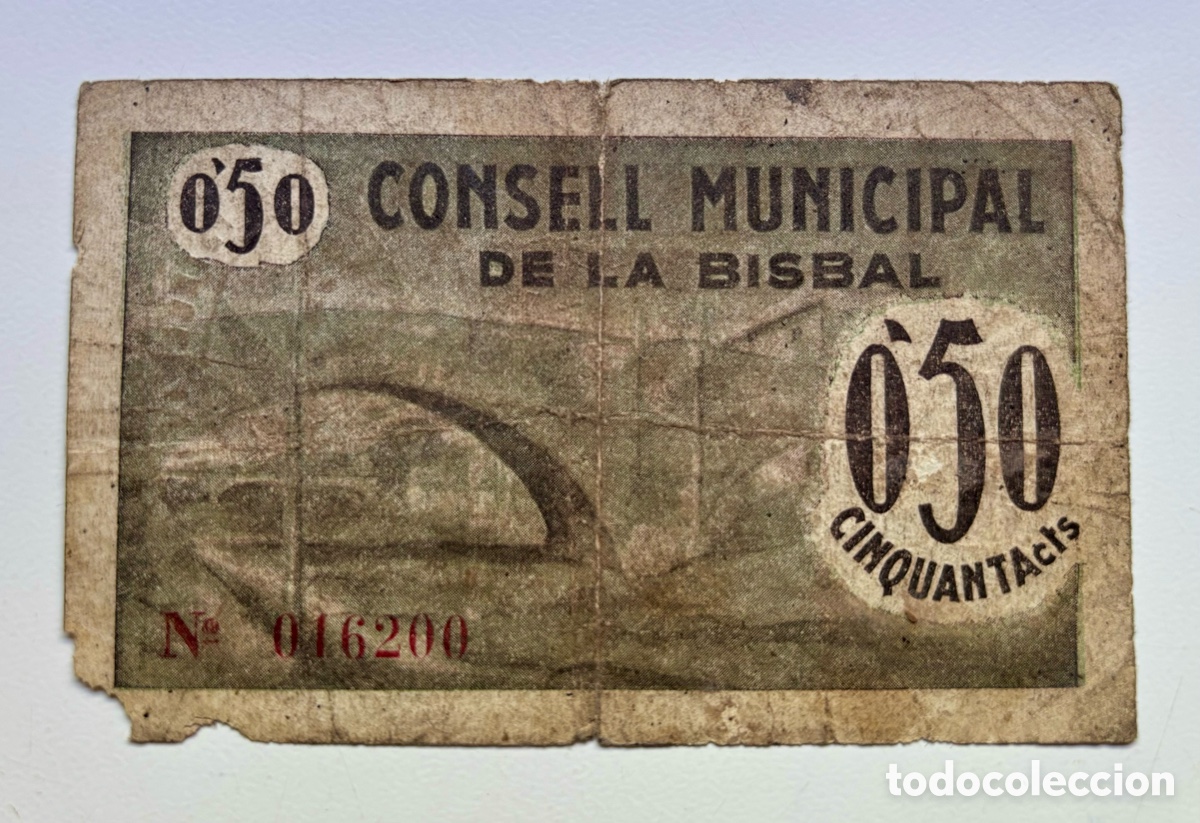 0'50
CONSELL MUNICIPAL
DE LA BISBAL
0'50
CINQUANTA cts
Nº 016200
todocoleccion